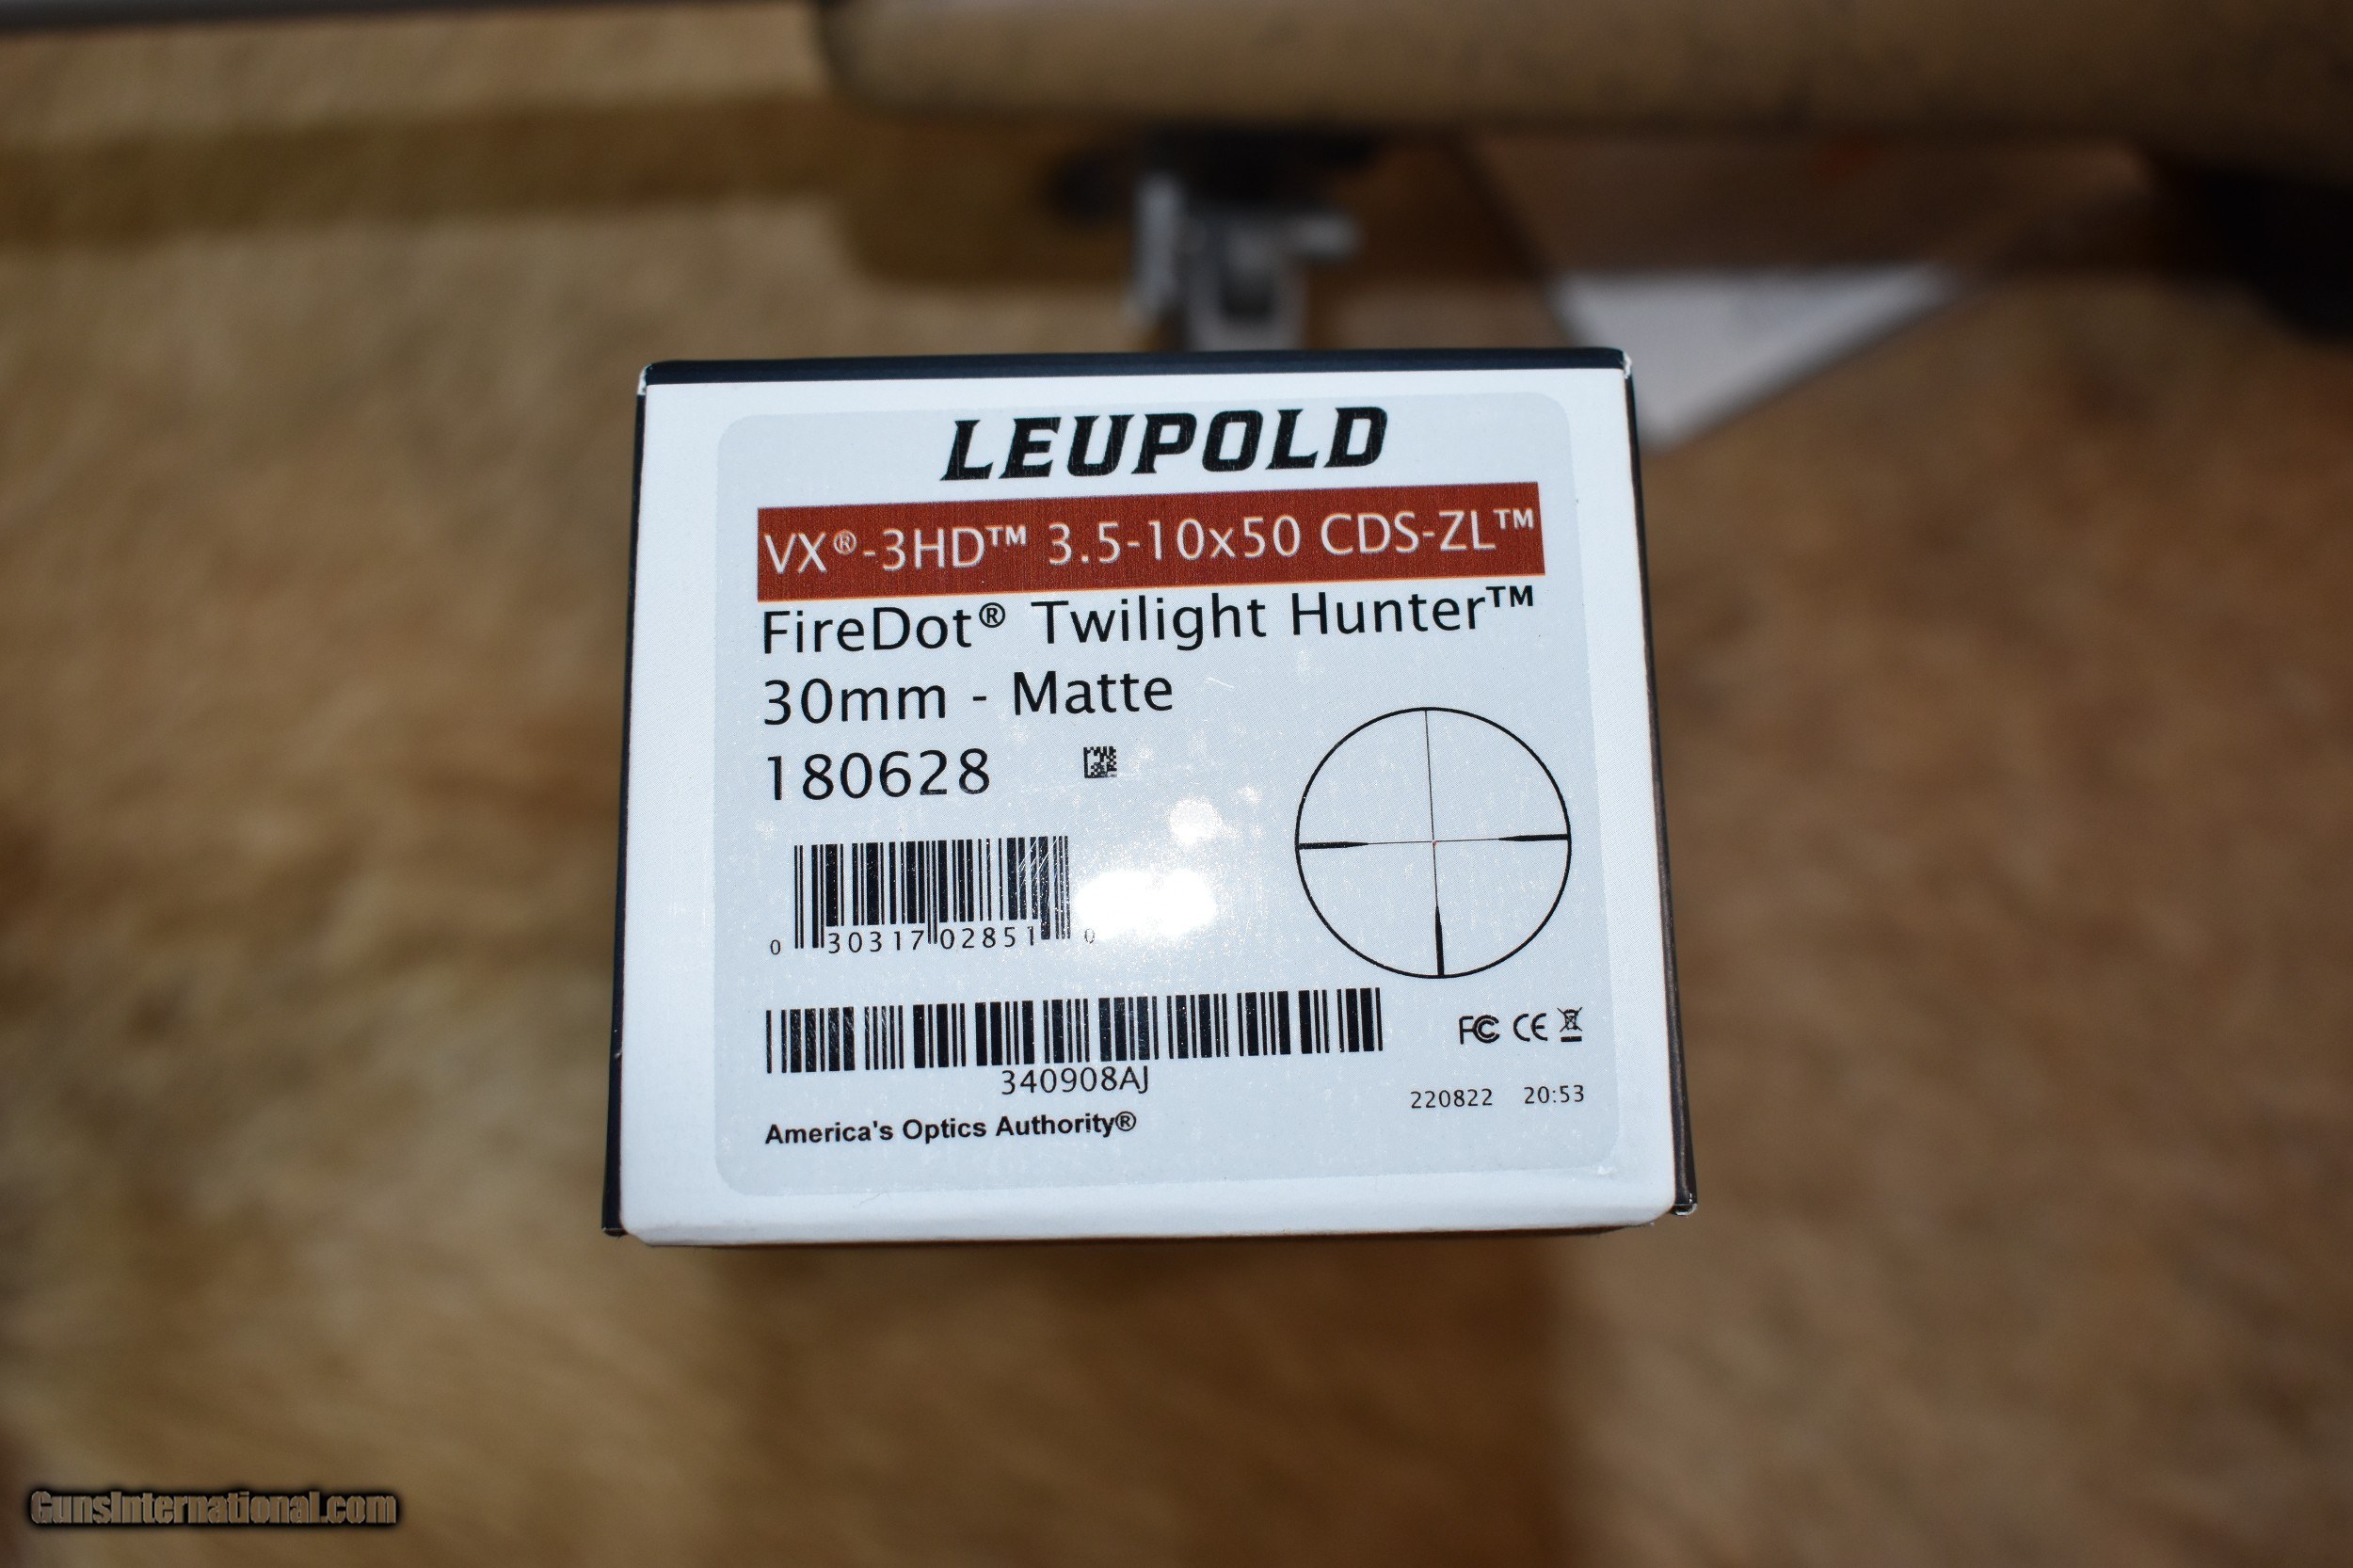 LEUPOLD
VX®-3HD™ 3.5-10x50 CDS-ZL™
FireDot® Twilight Hunter™
30mm - Matte
180628
0 30317 02851 0
340908AJ
FC CE
220822 20:53
America's Optics Authority®
GunsInternational.com